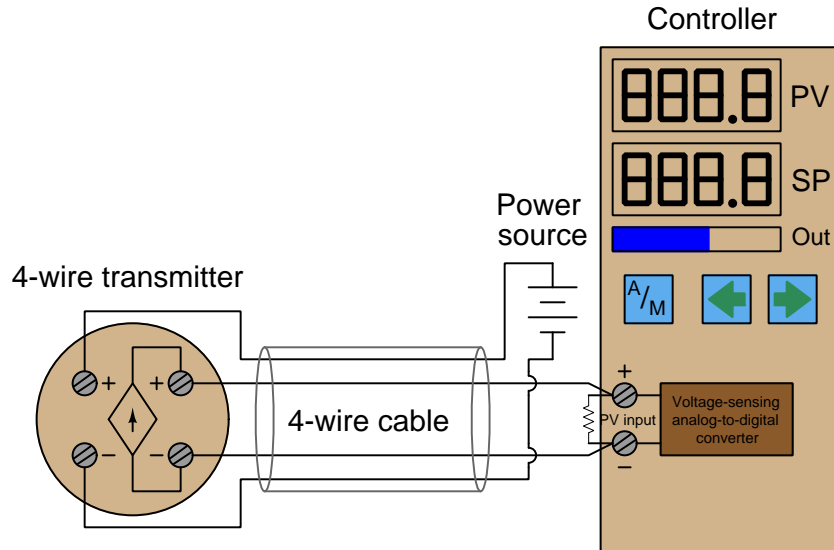 Controller
888.8
PV
888.8
SP
Power
source
Out
4-wire transmitter
A/M
+
+
+
4-wire cable
PV input
Voltage-sensing
analog-to-digital
converter
−
−
−